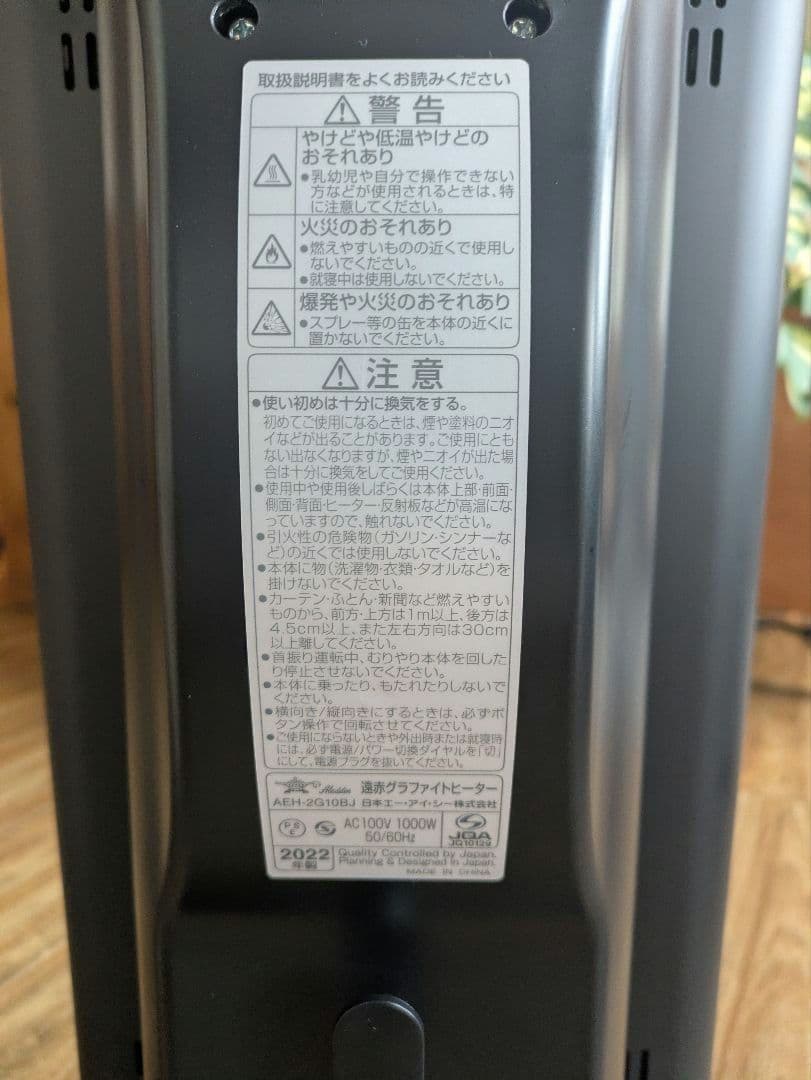 取扱説明書をよくお読みください
警告
やけどや低温やけどの
おそれあり
●乳幼児や自分で操作できない
方などが使用されるときは、特
に注意してください。
火災のおそれあり
●燃えやすいものの近くで使用し
ないでください。
●就寝中は使用しないでください。
爆発や火災のおそれあり
●スプレー等の缶を本体の近くに
置かないでください。
注意
●使い初めは十分に換気をする。
初めてご使用になるときは、煙や塗料のニオ
イなどが出ることがあります。ご使用にとも
ない出なくなりますが、煙やニオイが出た場
合は十分に換気をしてご使用ください。
●使用中や使用後しばらくは本体上部・前面・
側面・背面・ヒーター・反射板などが高温にな
っていますので、触れないでください。
●引火性の危険物(ガソリン・シンナーな
ど)の近くでは使用しないでください。
●本体に物(洗濯物・衣類・タオルなど)を
掛けないでください。
●カーテン・ふとん・新聞など燃えやすい
ものから、前方・上方は1m以上、後方は
4.5cm以上、また左右方向は30cm
以上離してください。
●首振り運転中、むりやり本体を回した
り停止させないでください。
●本体に乗ったり、もたれたりしないで
ください。
●横向き/縦向きにするときは、必ずボ
タン操作で回転させてください。
●ご使用にならないときや外出時または就寝時
には、必ず電源/パワー切換ダイヤルを「切」
にして、電源プラグを抜いてください。
Aladdin 遠赤グラファイトヒーター
AEH-2G10BJ 日本エー・アイ・シー株式会社
PSE AC100V 1000W
50/60Hz
JQA
JQ10129
2022
年製
Quality Controlled by Japan.
Planning & Designed in Japan.
MADE IN CHINA